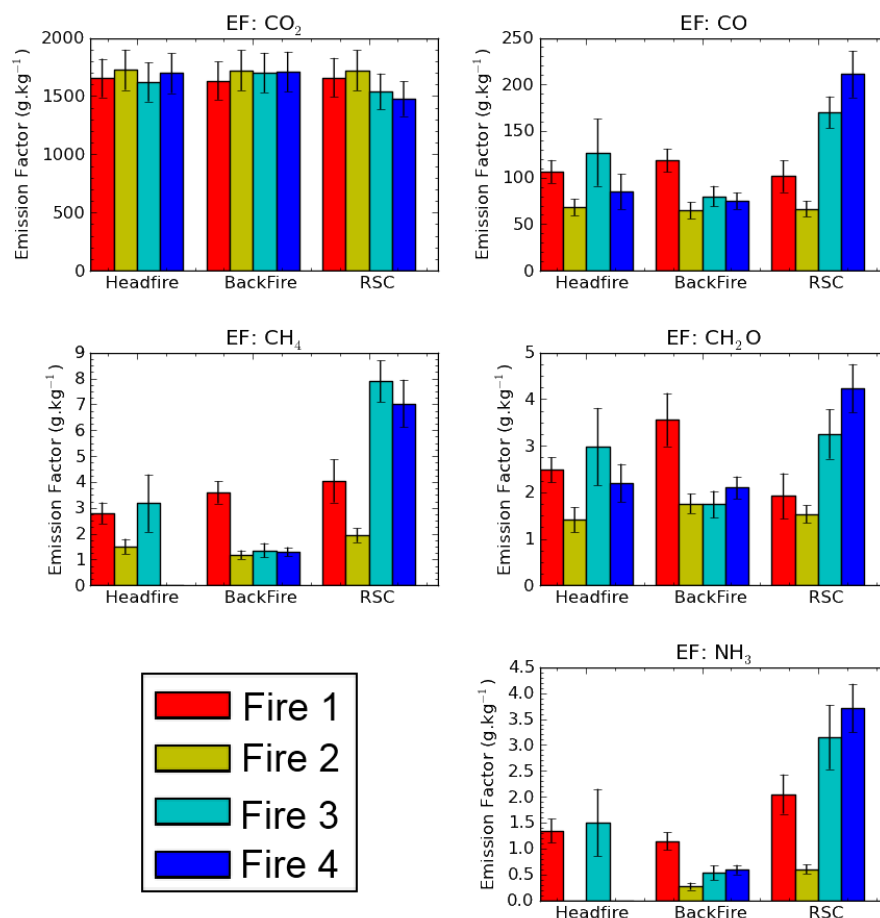 EF: CO₂
Emission Factor (g.kg⁻¹)
2000
1500
1000
500
0
Headfire BackFire RSC
EF: CO
Emission Factor (g.kg⁻¹)
250
200
150
100
50
0
Headfire BackFire RSC
EF: CH₄
Emission Factor (g.kg⁻¹)
9
8
7
6
5
4
3
2
1
0
Headfire BackFire RSC
EF: CH₂O
Emission Factor (g.kg⁻¹)
5
4
3
2
1
0
Headfire BackFire RSC
Fire 1
Fire 2
Fire 3
Fire 4
EF: NH₃
Emission Factor (g.kg⁻¹)
4.5
4.0
3.5
3.0
2.5
2.0
1.5
1.0
0.5
0.0
Headfire BackFire RSC